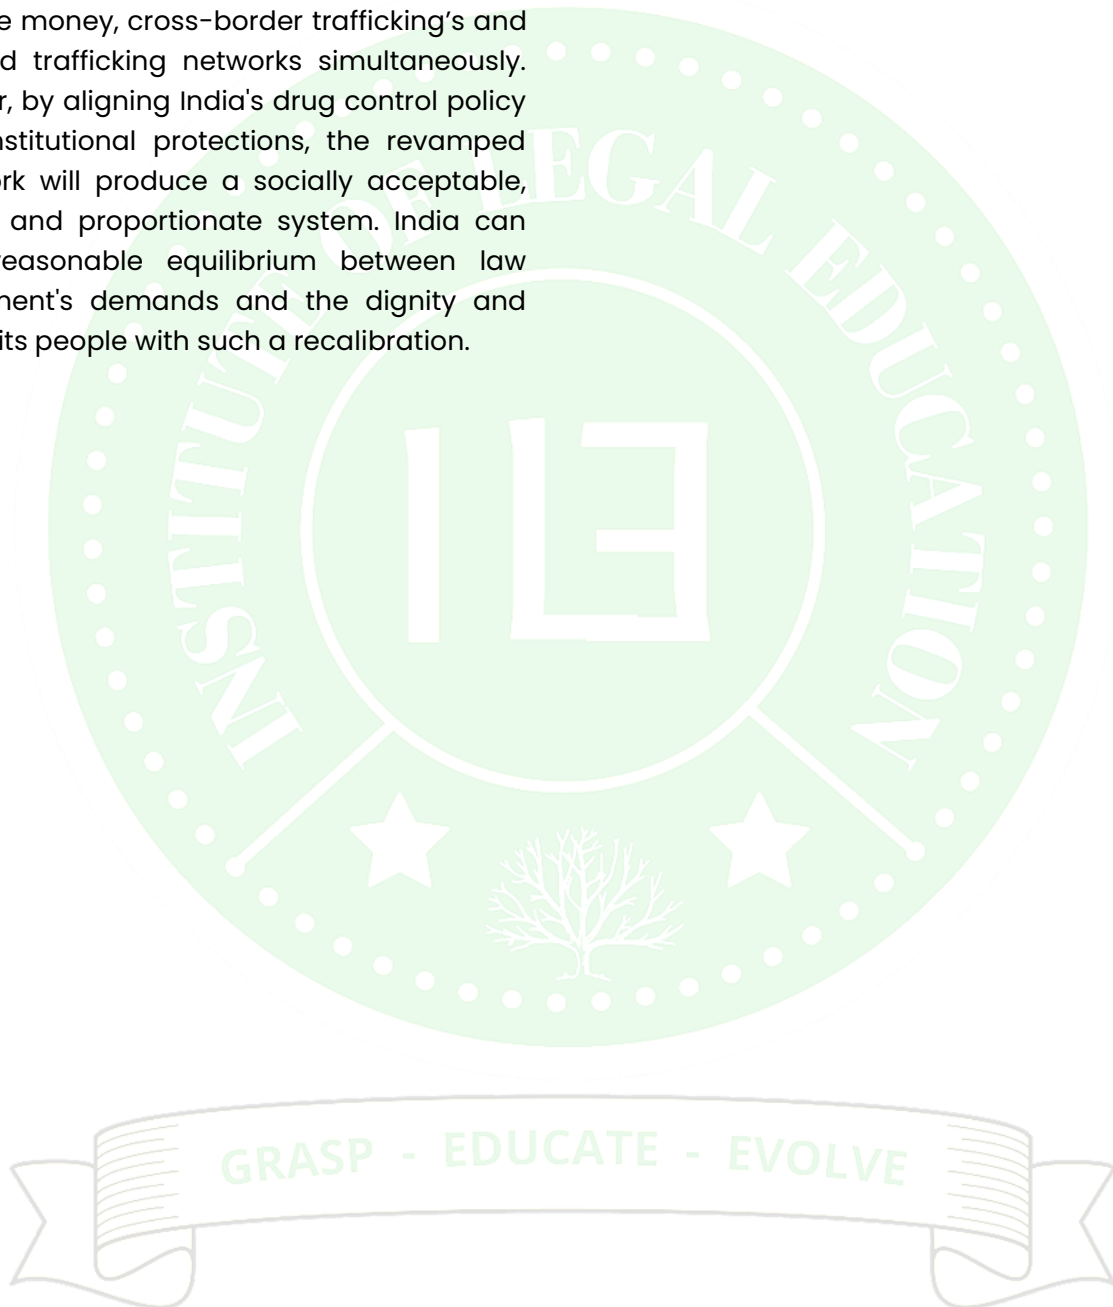 e money, cross-border trafficking’s and
d trafficking networks simultaneously.
r, by aligning India's drug control policy
nstitutional protections, the revamped
ork will produce a socially acceptable,
and proportionate system. India can
reasonable equilibrium between law
ment's demands and the dignity and
its people with such a recalibration.
INSTITUTE OF LEGAL EDUCATION
ILE
GRASP - EDUCATE - EVOLVE